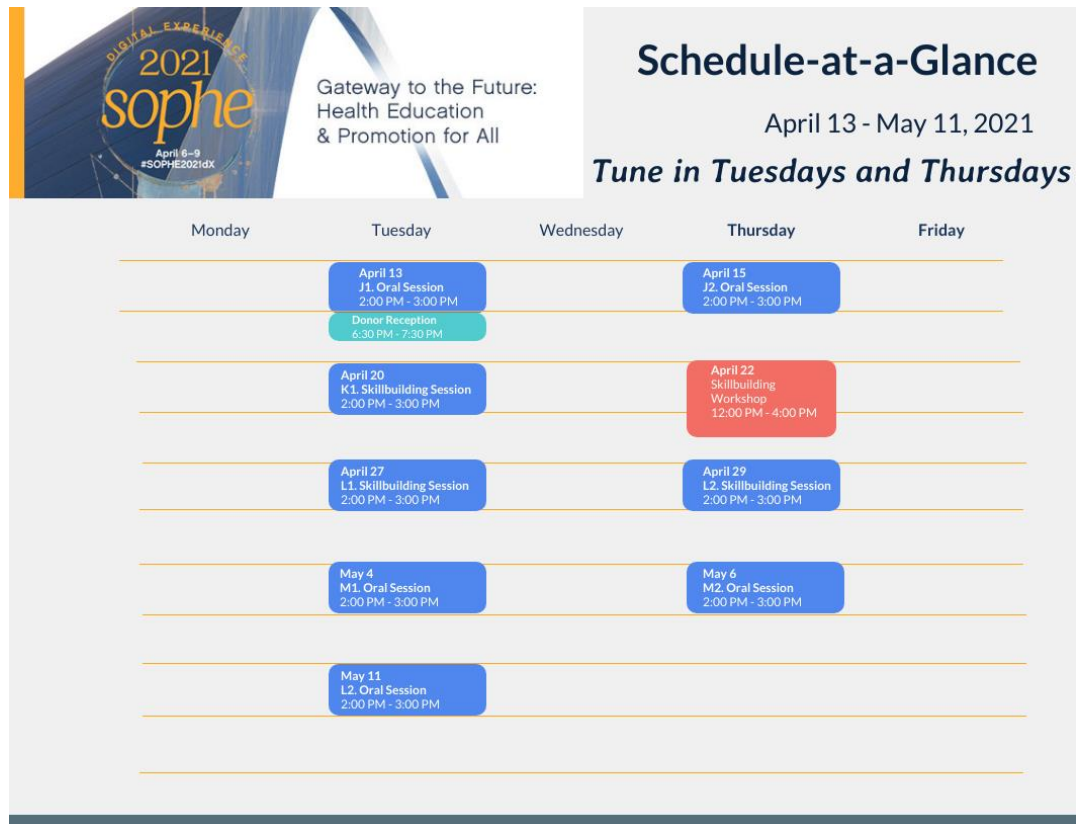 DIGITAL EXPERIENCE
2021
sophe
April 6–9
#SOPHE2021dX
Gateway to the Future:
Health Education
& Promotion for All
Schedule-at-a-Glance
April 13 - May 11, 2021
Tune in Tuesdays and Thursdays
Monday Tuesday Wednesday Thursday Friday
April 13
J1. Oral Session
2:00 PM - 3:00 PM
April 15
J2. Oral Session
2:00 PM - 3:00 PM
Donor Reception
6:30 PM - 7:30 PM
April 20
K1. Skillbuilding Session
2:00 PM - 3:00 PM
April 22
Skillbuilding
Workshop
12:00 PM - 4:00 PM
April 27
L1. Skillbuilding Session
2:00 PM - 3:00 PM
April 29
L2. Skillbuilding Session
2:00 PM - 3:00 PM
May 4
M1. Oral Session
2:00 PM - 3:00 PM
May 6
M2. Oral Session
2:00 PM - 3:00 PM
May 11
L2. Oral Session
2:00 PM - 3:00 PM